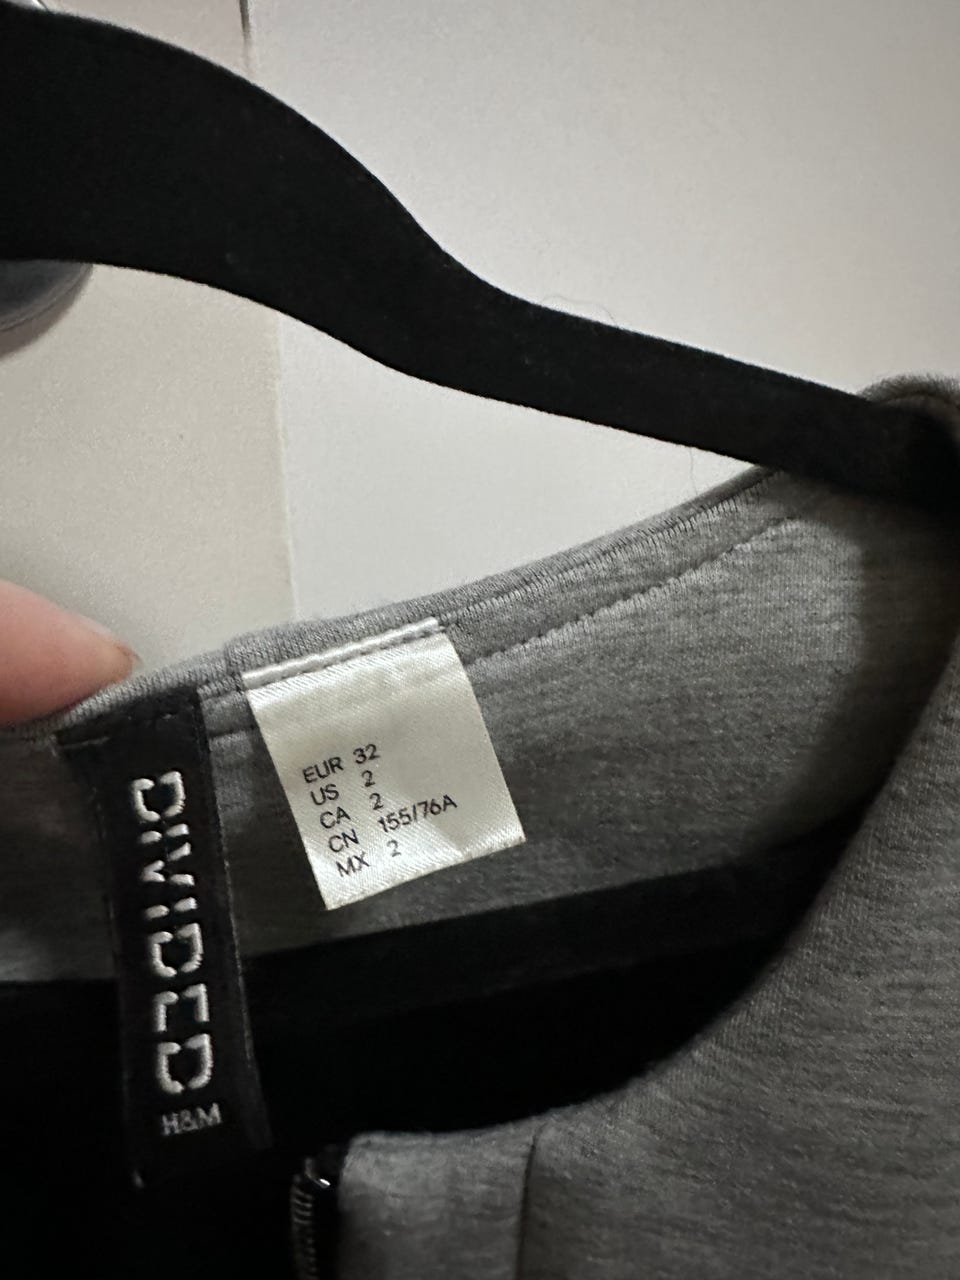 DIVIDED
H&M
EUR 32
US 2
CA 2
CN 155/76A
MX 2